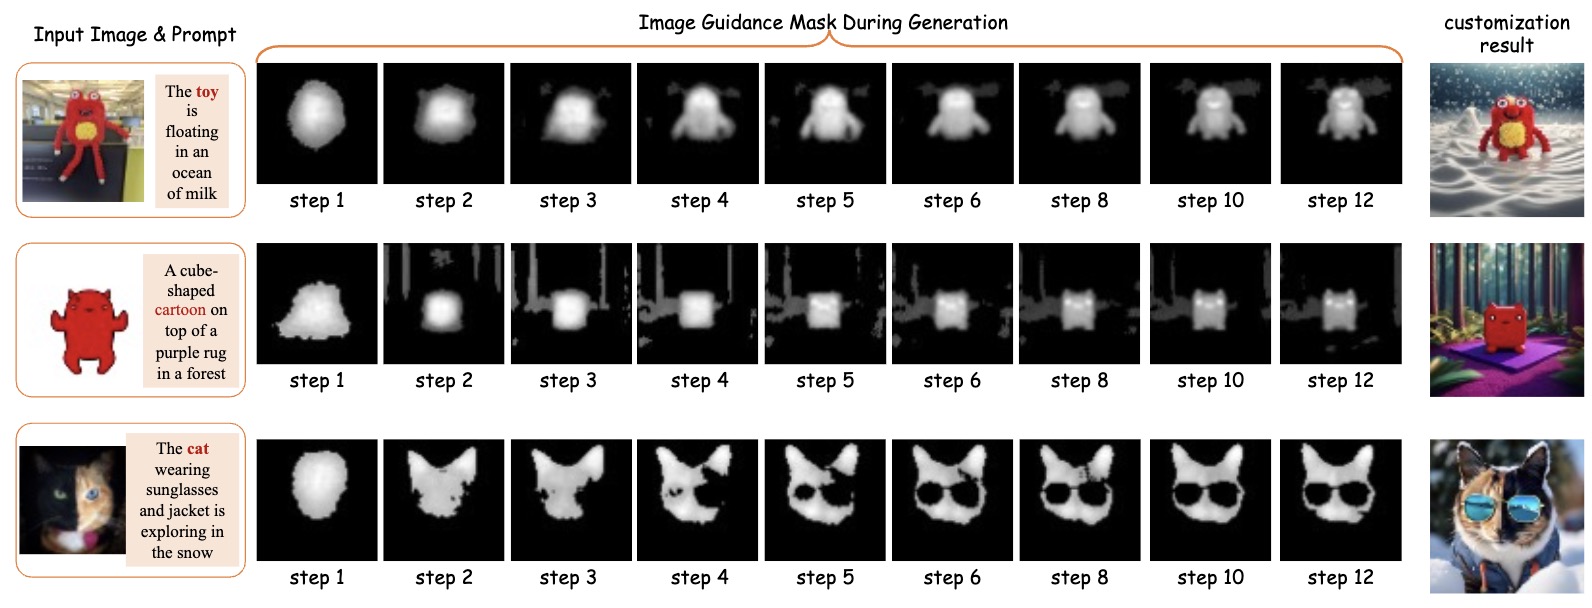 Input Image & Prompt
Image Guidance Mask During Generation
customization
result
The toy
is
floating
in an
ocean
of milk
step 1
step 2
step 3
step 4
step 5
step 6
step 8
step 10
step 12
A cube-
shaped
cartoon on
top of a
purple rug
in a forest
step 1
step 2
step 3
step 4
step 5
step 6
step 8
step 10
step 12
The cat
wearing
sunglasses
and jacket is
exploring in
the snow
step 1
step 2
step 3
step 4
step 5
step 6
step 8
step 10
step 12